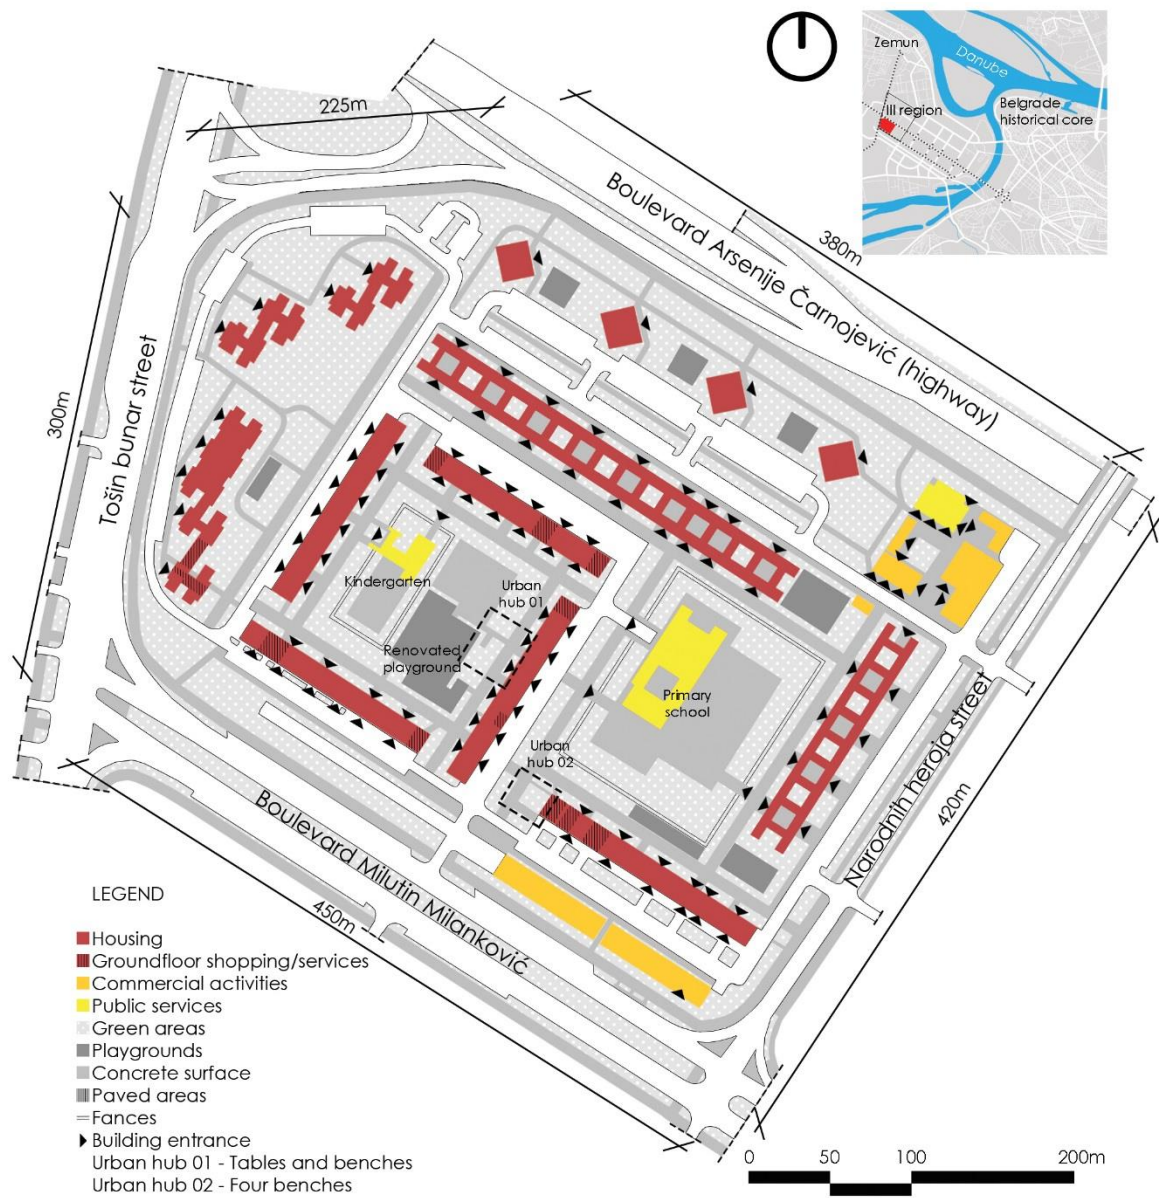 Zemun
Danube
III region
Belgrade
historical core
225m
Boulevard Arsenije Čarnojević (highway)
380m
300m
Tošin bunar street
Kindergarten
Urban
hub 01
Renovated
playground
Primary
school
Urban
hub 02
Narodnih heroja street
420m
Boulevard Milutin Milanković
450m
LEGEND
Housing
Groundfloor shopping/services
Commercial activities
Public services
Green areas
Playgrounds
Concrete surface
Paved areas
Fances
Building entrance
Urban hub 01 - Tables and benches
Urban hub 02 - Four benches
0 50 100 200m